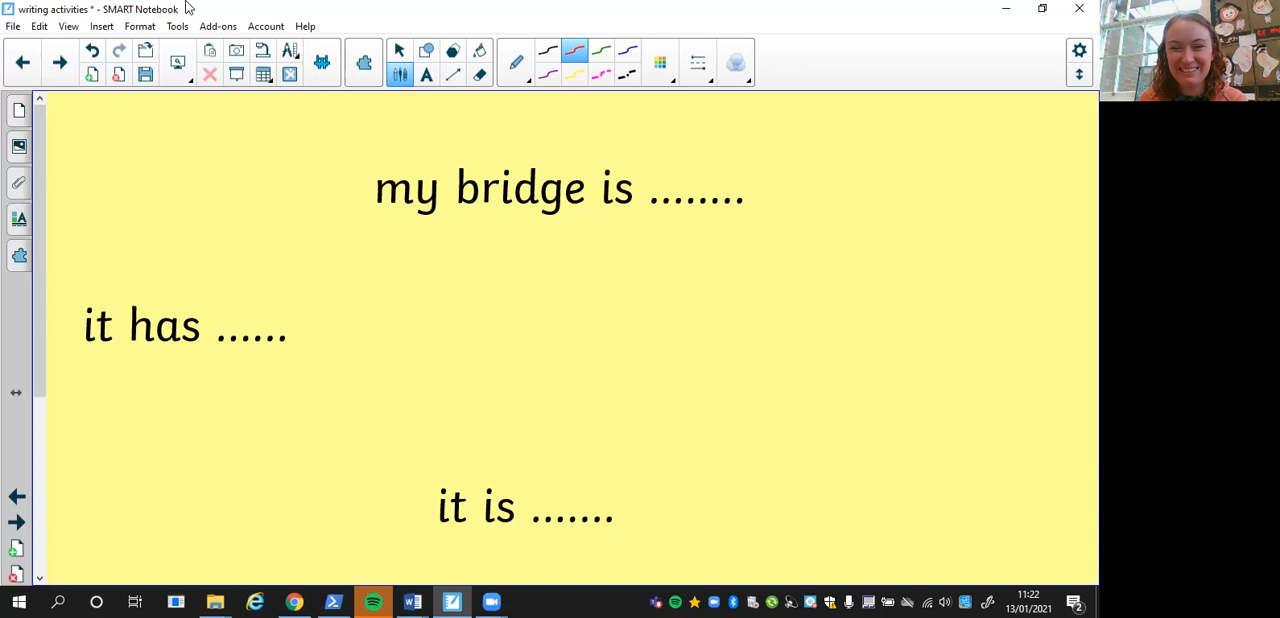 writing activities * - SMART Notebook
File Edit View Insert Format Tools Add-ons Account Help
my bridge is ........
it has ......
it is .......
11:22
13/01/2021
2